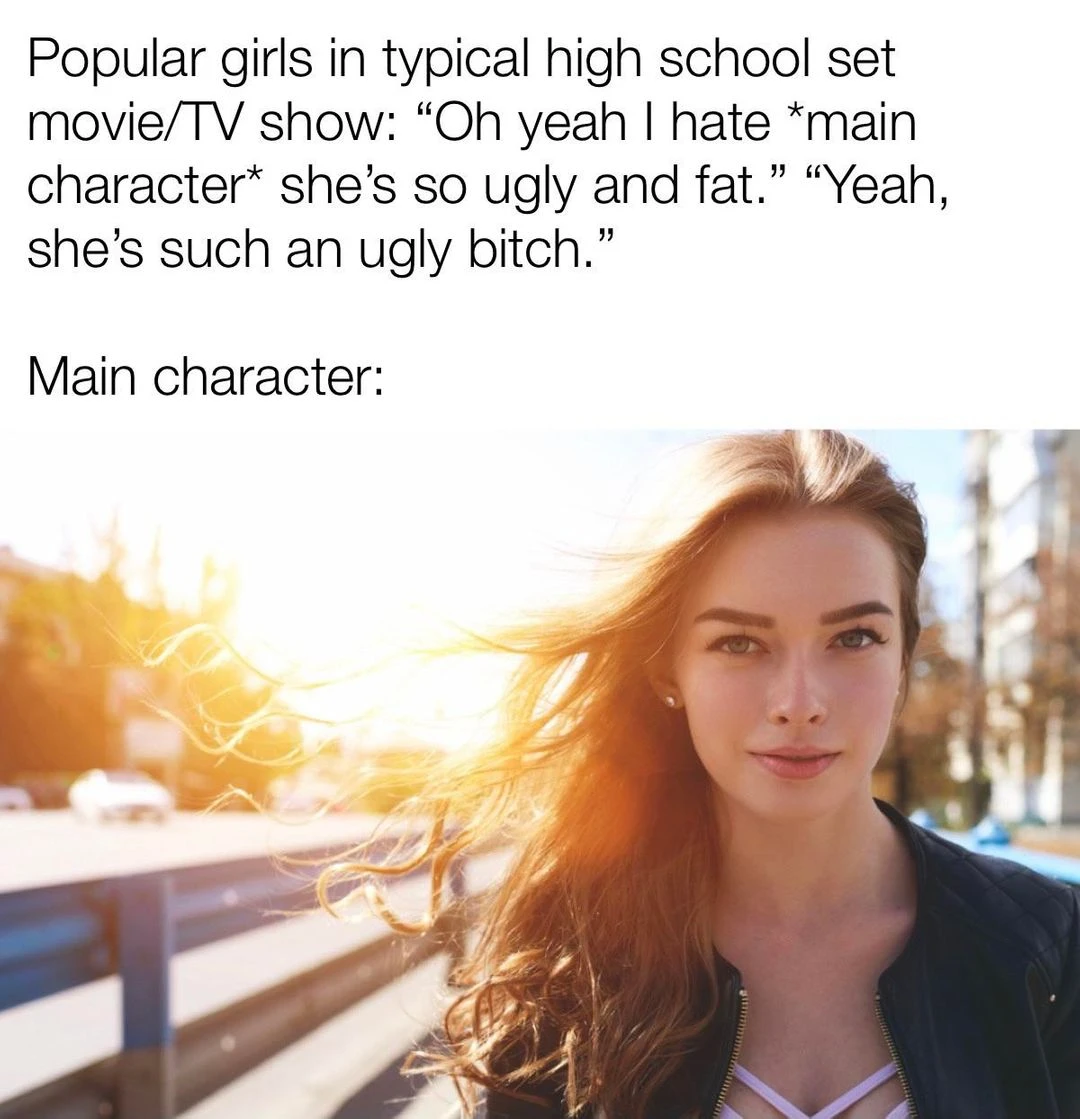 Popular girls in typical high school set
movie/TV show: “Oh yeah I hate *main
character* she’s so ugly and fat.” “Yeah,
she’s such an ugly bitch.”
Main character: